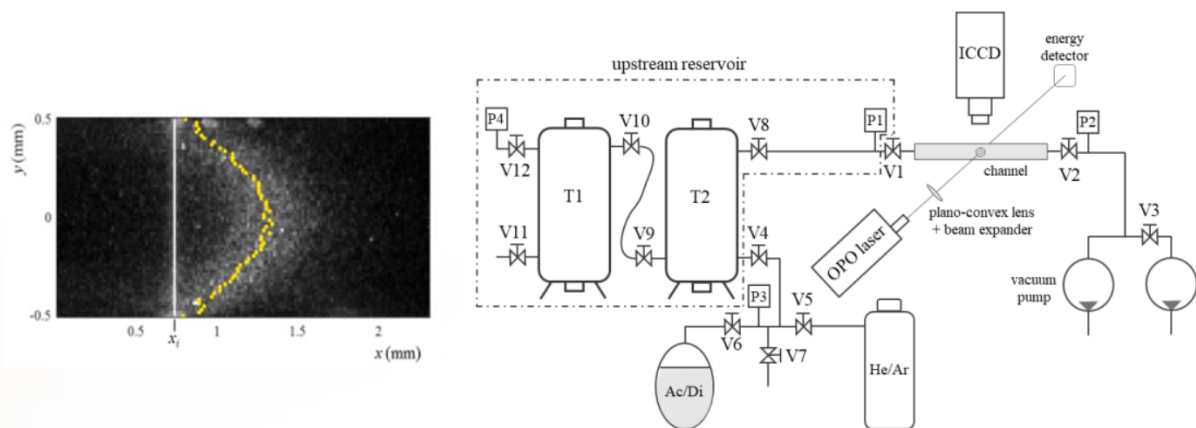 0.5
y (mm)
0
-0.5
0.5
x_i
1
1.5
2
x (mm)
upstream reservoir
ICCD
energy
detector
P4
V10
V8
P1
P2
V12
V1
channel
V2
T1
T2
V11
V9
V4
plano-convex lens
+ beam expander
V3
OPO laser
vacuum
pump
P3
V5
V6
V7
Ac/Di
He/Ar